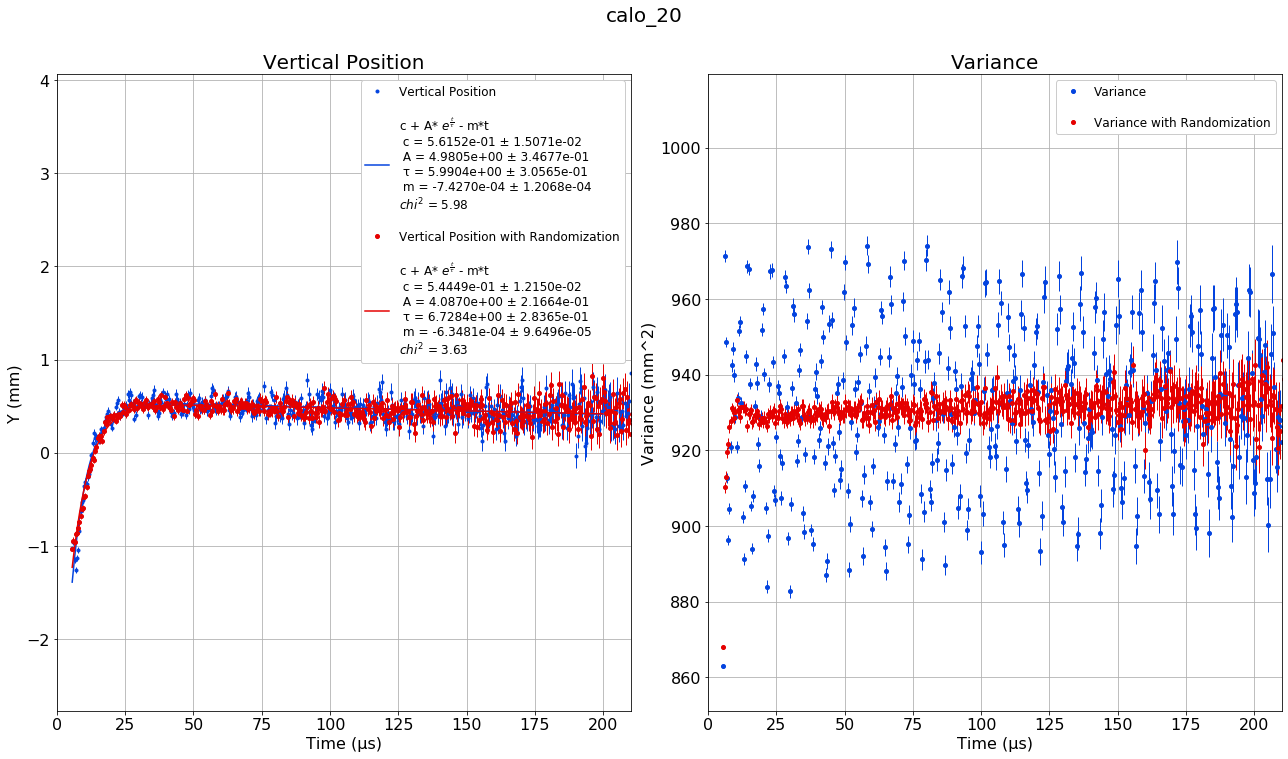 calo_20
Vertical Position
Vertical Position
c + A* e^{t/τ} - m*t
c = 5.6152e-01 ± 1.5071e-02
A = 4.9805e+00 ± 3.4677e-01
τ = 5.9904e+00 ± 3.0565e-01
m = -7.4270e-04 ± 1.2068e-04
chi² = 5.98
Vertical Position with Randomization
c + A* e^{t/τ} - m*t
c = 5.4449e-01 ± 1.2150e-02
A = 4.0870e+00 ± 2.1664e-01
τ = 6.7284e+00 ± 2.8365e-01
m = -6.3481e-04 ± 9.6496e-05
chi² = 3.63
4
3
2
1
0
−1
−2
Y (mm)
0 25 50 75 100 125 150 175 200
Time (μs)
Variance
Variance
Variance with Randomization
1000
980
960
940
920
900
880
860
Variance (mm^2)
0 25 50 75 100 125 150 175 200
Time (μs)